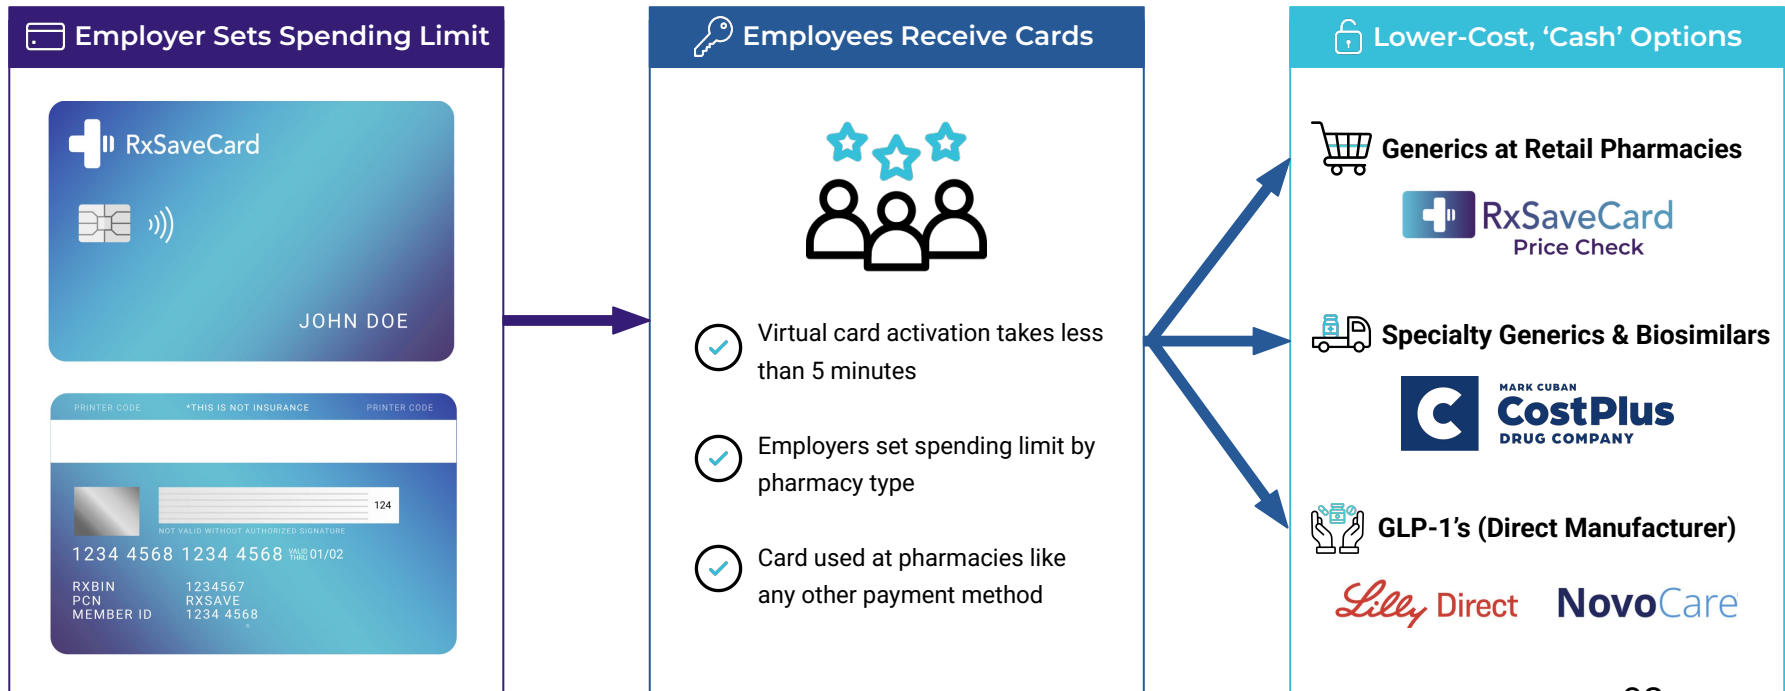 Employer Sets Spending Limit
RxSaveCard
JOHN DOE
PRINTER CODE *THIS IS NOT INSURANCE PRINTER CODE
124
NOT VALID WITHOUT AUTHORIZED SIGNATURE
1234 4568 1234 4568 VALID THRU 01/02
RXBIN 1234567
PCN RXSAVE
MEMBER ID 1234 4568
Employees Receive Cards
Virtual card activation takes less
than 5 minutes
Employers set spending limit by
pharmacy type
Card used at pharmacies like
any other payment method
Lower-Cost, ‘Cash’ Options
Generics at Retail Pharmacies
RxSaveCard
Price Check
Specialty Generics & Biosimilars
C
MARK CUBAN
CostPlus
DRUG COMPANY
GLP-1’s (Direct Manufacturer)
Lilly Direct NovoCare